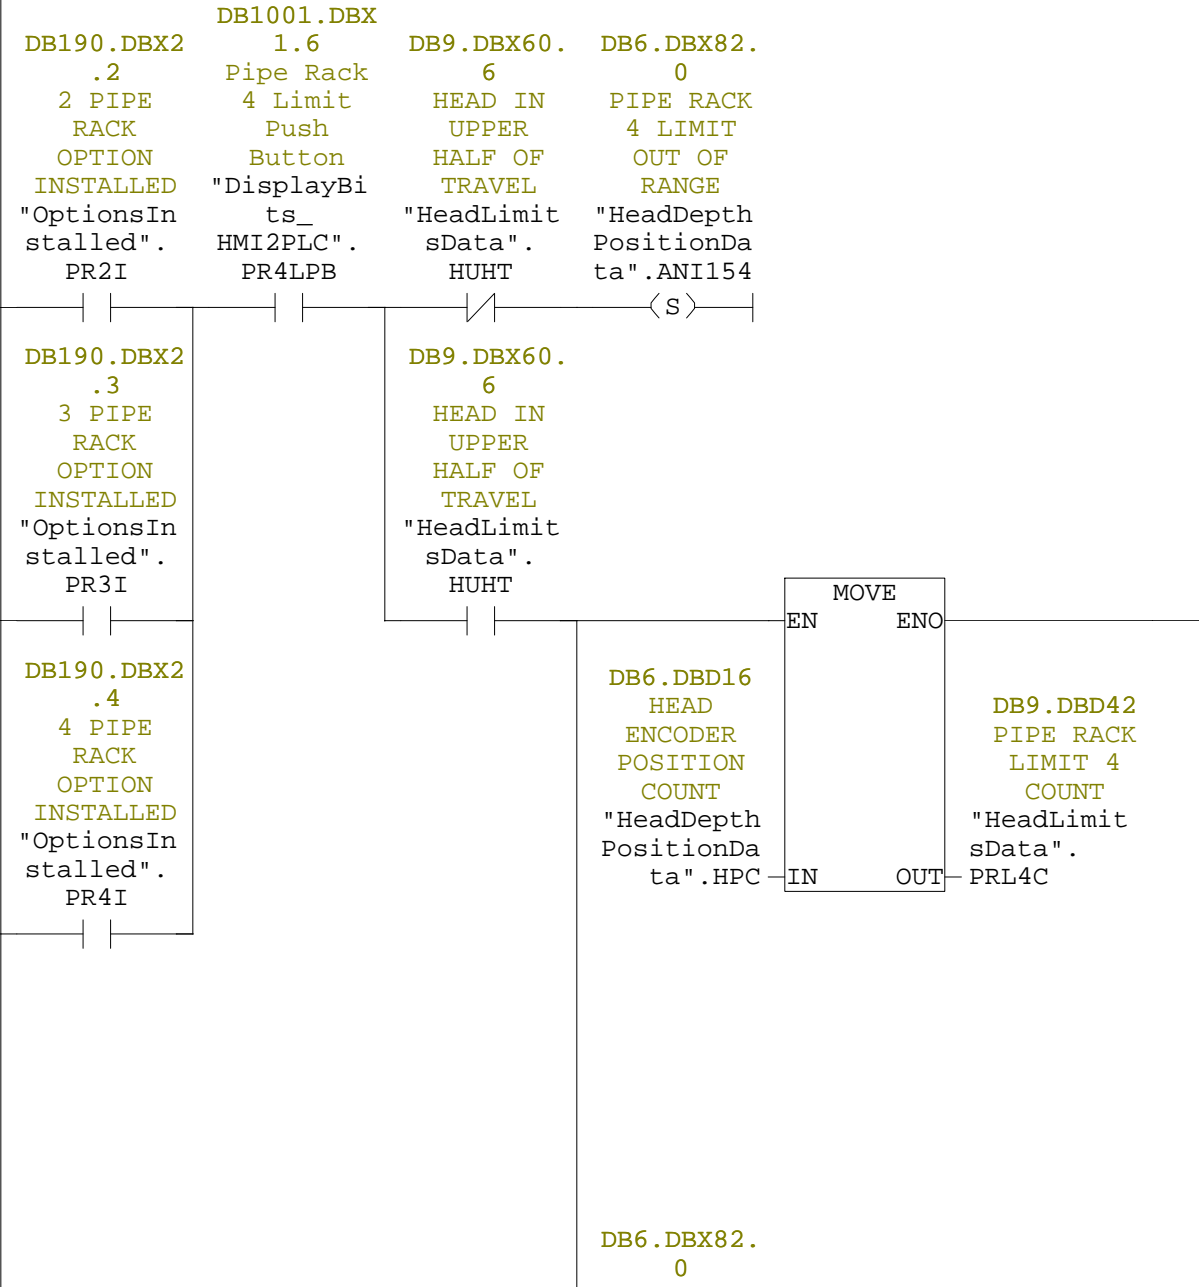 DB190.DBX2
.2
2 PIPE
RACK
OPTION
INSTALLED
"OptionsIn
stalled".
PR2I
DB1001.DBX
1.6
Pipe Rack
4 Limit
Push
Button
"DisplayBi
ts_
HMI2PLC".
PR4LPB
DB9.DBX60.
6
HEAD IN
UPPER
HALF OF
TRAVEL
"HeadLimit
sData".
HUHT
DB6.DBX82.
0
PIPE RACK
4 LIMIT
OUT OF
RANGE
"HeadDepth
PositionDa
ta".ANI154
S
DB190.DBX2
.3
3 PIPE
RACK
OPTION
INSTALLED
"OptionsIn
stalled".
PR3I
DB9.DBX60.
6
HEAD IN
UPPER
HALF OF
TRAVEL
"HeadLimit
sData".
HUHT
MOVE
EN ENO
DB190.DBX2
.4
4 PIPE
RACK
OPTION
INSTALLED
"OptionsIn
stalled".
PR4I
DB6.DBD16
HEAD
ENCODER
POSITION
COUNT
"HeadDepth
PositionDa
ta".HPC
IN OUT
DB9.DBD42
PIPE RACK
LIMIT 4
COUNT
"HeadLimit
sData".
PRL4C
DB6.DBX82.
0